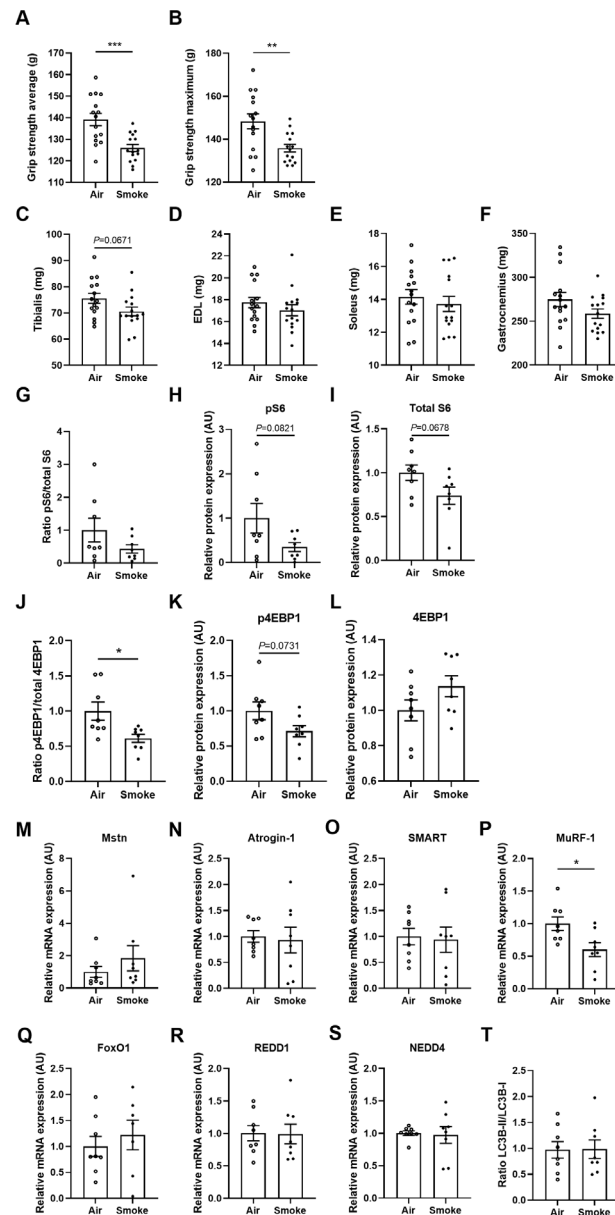 A
B
***
**
Grip strength average (g)
170
160
150
140
130
120
110
100
Air Smoke
Grip strength maximum (g)
180
160
140
120
Air Smoke
C
D
E
F
P=0.0671
Tibialis (mg)
100
90
80
70
60
50
Air Smoke
EDL (mg)
24
22
20
18
16
14
12
10
Air Smoke
Soleus (mg)
18
16
14
12
10
Air Smoke
Gastrocnemius (mg)
350
300
250
200
Air Smoke
G
H
I
pS6
Total S6
Ratio pS6/total S6
6
4
2
0
Air Smoke
Relative protein expression (AU)
P=0.0821
4
3
2
1
0
Air Smoke
Relative protein expression (AU)
P=0.0678
2.0
1.5
1.0
0.5
0.0
Air Smoke
J
K
L
p4EBP1
4EBP1
Ratio p4EBP1/total 4EBP1
*
2.0
1.5
1.0
0.5
0.0
Air Smoke
Relative protein expression (AU)
P=0.0731
2.0
1.5
1.0
0.5
0.0
Air Smoke
Relative protein expression (AU)
1.4
1.2
1.0
0.8
0.6
Air Smoke
M
N
O
P
Mstn
Atrogin-1
SMART
MuRF-1
Relative mRNA expression (AU)
8
6
4
2
0
Air Smoke
Relative mRNA expression (AU)
2.5
2.0
1.5
1.0
0.5
0.0
Air Smoke
Relative mRNA expression (AU)
2.5
2.0
1.5
1.0
0.5
0.0
Air Smoke
Relative mRNA expression (AU)
*
2.0
1.5
1.0
0.5
0.0
Air Smoke
Q
R
S
T
FoxO1
REDD1
NEDD4
Relative mRNA expression (AU)
2.5
2.0
1.5
1.0
0.5
0.0
Air Smoke
Relative mRNA expression (AU)
2.5
2.0
1.5
1.0
0.5
0.0
Air Smoke
Relative mRNA expression (AU)
2.0
1.5
1.0
0.5
0.0
Air Smoke
Ratio LC3B-II/LC3B-I
2.5
2.0
1.5
1.0
0.5
0.0
Air Smoke